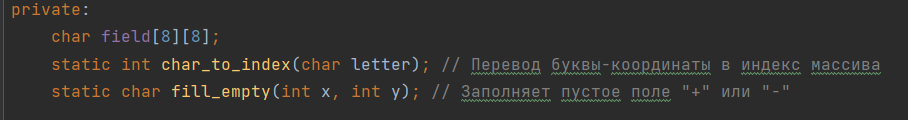 private:
char field[8][8];
static int char_to_index(char letter); // Перевод буквы-координаты в индекс массива
static char fill_empty(int x, int y); // Заполняет пустое поле "+" или "-"